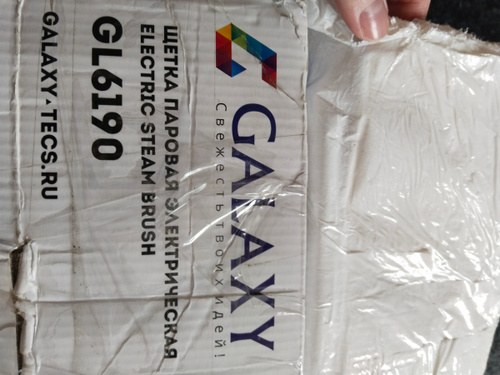 GALAXY
Свежесть твоих идей!
ЩЕТКА ПАРОВАЯ ЭЛЕКТРИЧЕСКАЯ
ELECTRIC STEAM BRUSH
GL6190
GALAXY-TECS.RU